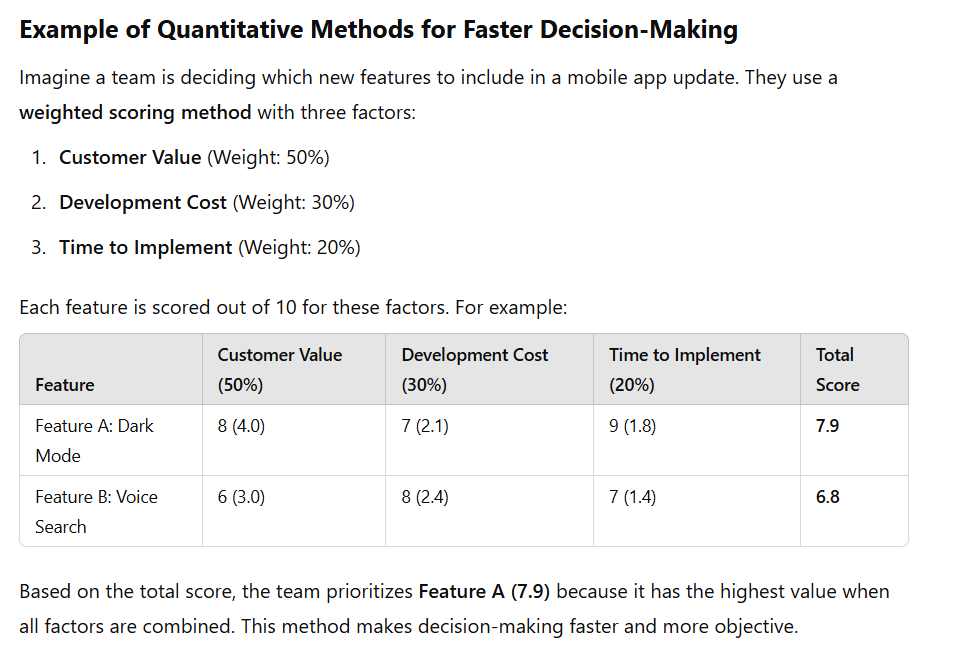 Example of Quantitative Methods for Faster Decision-Making
Imagine a team is deciding which new features to include in a mobile app update. They use a
weighted scoring method with three factors:
1. Customer Value (Weight: 50%)
2. Development Cost (Weight: 30%)
3. Time to Implement (Weight: 20%)
Each feature is scored out of 10 for these factors. For example:
Feature
Customer Value
(50%)
Development Cost
(30%)
Time to Implement
(20%)
Total
Score
Feature A: Dark
Mode
8 (4.0)
7 (2.1)
9 (1.8)
7.9
Feature B: Voice
Search
6 (3.0)
8 (2.4)
7 (1.4)
6.8
Based on the total score, the team prioritizes Feature A (7.9) because it has the highest value when
all factors are combined. This method makes decision-making faster and more objective.